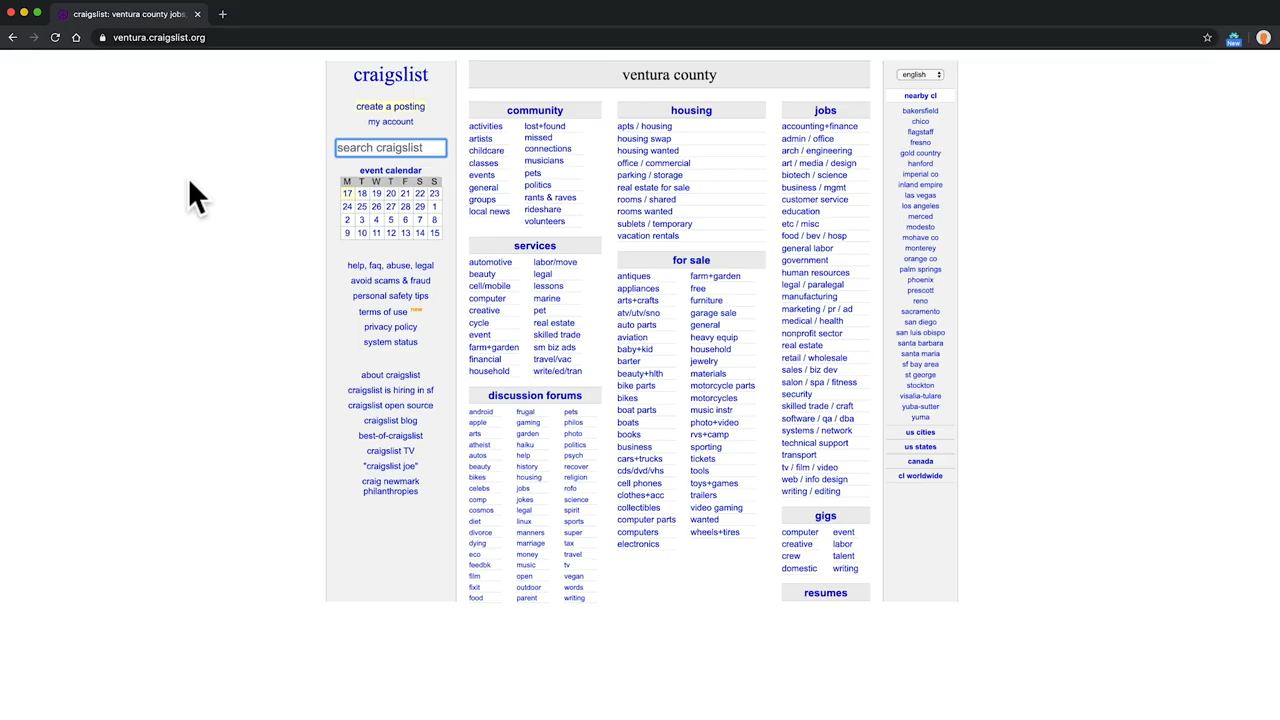 craigslist: ventura county jobs,
ventura.craigslist.org
New
craigslist
create a posting
my account
search craigslist
event calendar
M T W T F S S
17 18 19 20 21 22 23
24 25 26 27 28 29 1
2 3 4 5 6 7 8
9 10 11 12 13 14 15
help, faq, abuse, legal
avoid scams & fraud
personal safety tips
terms of use new
privacy policy
system status
about craigslist
craigslist is hiring in sf
craigslist open source
craigslist blog
best-of-craigslist
craigslist TV
"craigslist joe"
craig newmark
philanthropies
ventura county
community
activities
artists
childcare
classes
events
general
groups
local news
lost+found
missed
connections
musicians
pets
politics
rants & raves
rideshare
volunteers
services
automotive
beauty
cell/mobile
computer
creative
cycle
event
farm+garden
financial
household
labor/move
legal
lessons
marine
pet
real estate
skilled trade
sm biz ads
travel/vac
write/ed/tran
discussion forums
android
apple
arts
atheist
autos
beauty
bikes
celebs
comp
cosmos
diet
divorce
dying
eco
feedbk
film
fixit
food
frugal
gaming
garden
haiku
help
history
housing
jobs
jokes
legal
linux
manners
marriage
money
music
open
outdoor
parent
pets
philos
photo
politics
psych
recover
religion
rofo
science
spirit
sports
super
tax
travel
tv
vegan
words
writing
housing
apts / housing
housing swap
housing wanted
office / commercial
parking / storage
real estate for sale
rooms / shared
rooms wanted
sublets / temporary
vacation rentals
for sale
antiques
appliances
arts+crafts
atv/utv/sno
auto parts
aviation
baby+kid
barter
beauty+hlth
bike parts
bikes
boat parts
boats
books
business
cars+trucks
cds/dvd/vhs
cell phones
clothes+acc
collectibles
computer parts
computers
electronics
farm+garden
free
furniture
garage sale
general
heavy equip
household
jewelry
materials
motorcycle parts
motorcycles
music instr
photo+video
rvs+camp
sporting
tickets
tools
toys+games
trailers
video gaming
wanted
wheels+tires
jobs
accounting+finance
admin / office
arch / engineering
art / media / design
biotech / science
business / mgmt
customer service
education
etc / misc
food / bev / hosp
general labor
government
human resources
legal / paralegal
manufacturing
marketing / pr / ad
medical / health
nonprofit sector
real estate
retail / wholesale
sales / biz dev
salon / spa / fitness
security
skilled trade / craft
software / qa / dba
systems / network
technical support
transport
tv / film / video
web / info design
writing / editing
gigs
computer
creative
crew
domestic
event
labor
talent
writing
resumes
english
nearby cl
bakersfield
chico
flagstaff
fresno
gold country
hanford
imperial co
inland empire
las vegas
los angeles
merced
modesto
mohave co
monterey
orange co
palm springs
phoenix
prescott
reno
sacramento
san diego
san luis obispo
santa barbara
santa maria
sf bay area
st george
stockton
visalia-tulare
yuba-sutter
yuma
us cities
us states
canada
cl worldwide